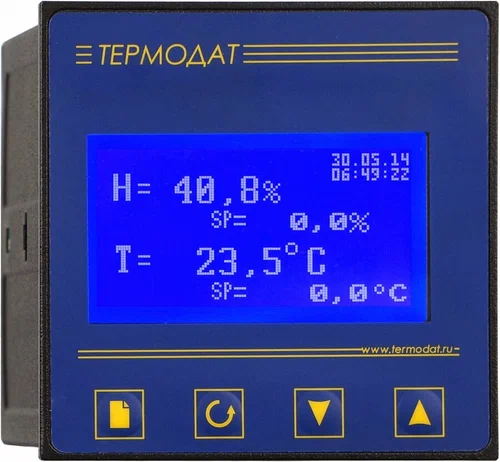 ТЕРМОДАТ
30.05.14
06:49:22
H= 40,8%
SP= 0,0%
T= 23,5°C
SP= 0,0°C
www.termodat.ru